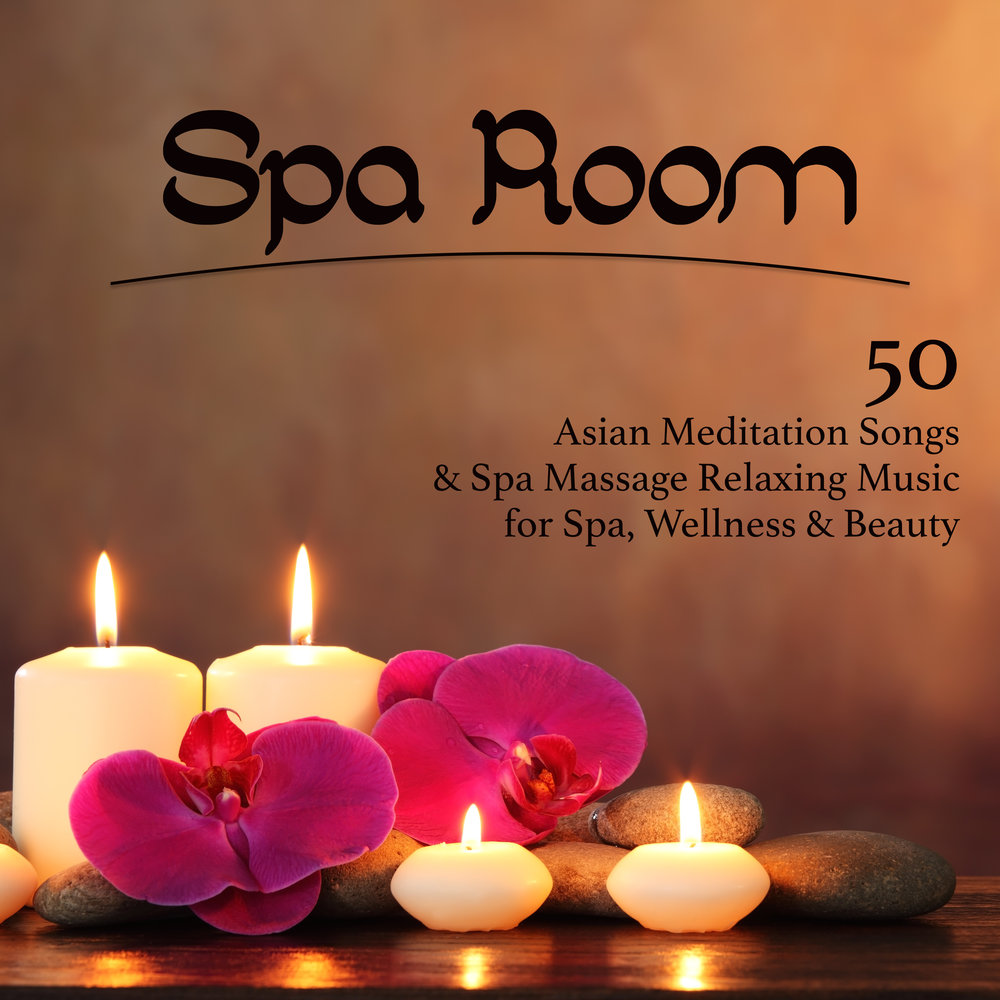 Spa Room
50
Asian Meditation Songs
& Spa Massage Relaxing Music
for Spa, Wellness & Beauty